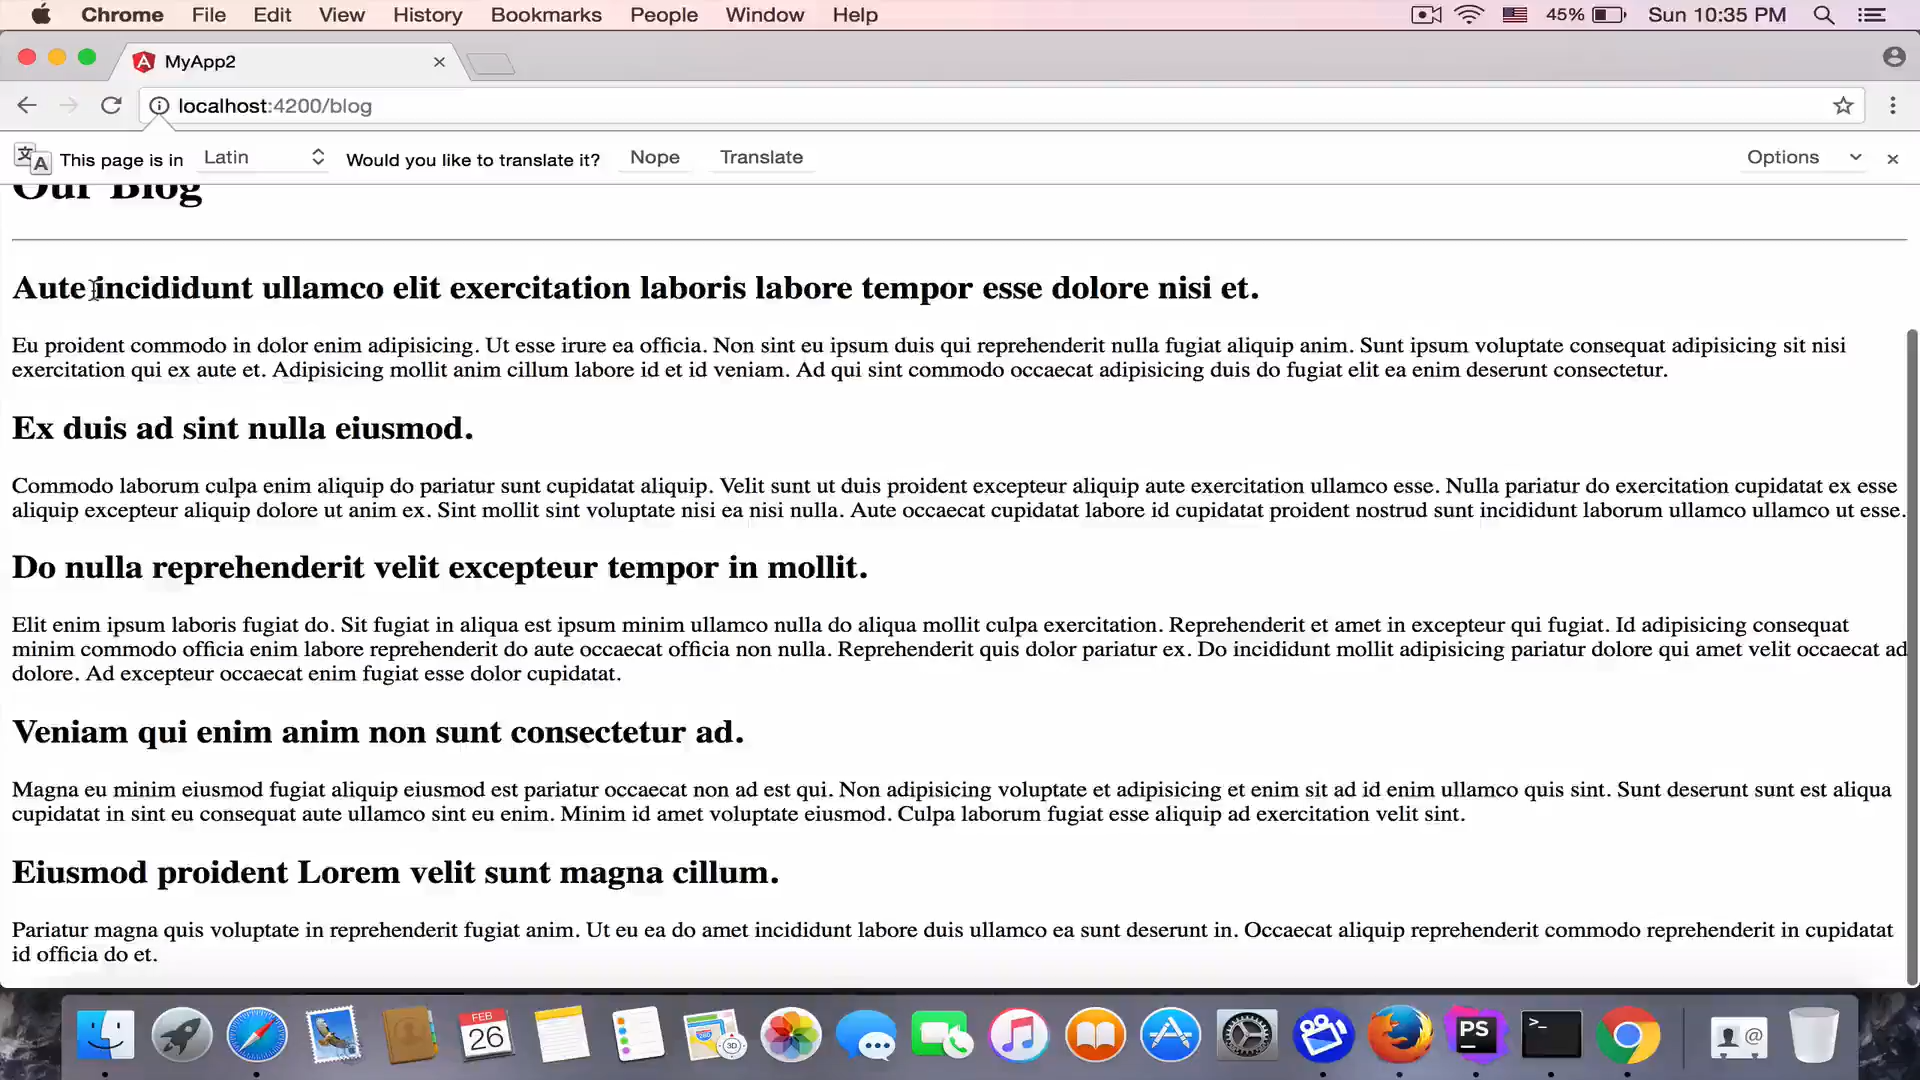 Chrome File Edit View History Bookmarks People Window Help 45% Sun 10:35 PM
MyApp2
localhost:4200/blog
This page is in Latin Would you like to translate it? Nope Translate Options
Our Blog
Aute incididunt ullamco elit exercitation laboris labore tempor esse dolore nisi et.
Eu proident commodo in dolor enim adipisicing. Ut esse irure ea officia. Non sint eu ipsum duis qui reprehenderit nulla fugiat aliquip anim. Sunt ipsum voluptate consequat adipisicing sit nisi
exercitation qui ex aute et. Adipisicing mollit anim cillum labore id et id veniam. Ad qui sint commodo occaecat adipisicing duis do fugiat elit ea enim deserunt consectetur.
Ex duis ad sint nulla eiusmod.
Commodo laborum culpa enim aliquip do pariatur sunt cupidatat aliquip. Velit sunt ut duis proident excepteur aliquip aute exercitation ullamco esse. Nulla pariatur do exercitation cupidatat ex esse
aliquip excepteur aliquip dolore ut anim ex. Sint mollit sint voluptate nisi ea nisi nulla. Aute occaecat cupidatat labore id cupidatat proident nostrud sunt incididunt laborum ullamco ullamco ut esse.
Do nulla reprehenderit velit excepteur tempor in mollit.
Elit enim ipsum laboris fugiat do. Sit fugiat in aliqua est ipsum minim ullamco nulla do aliqua mollit culpa exercitation. Reprehenderit et amet in excepteur qui fugiat. Id adipisicing consequat
minim commodo officia enim labore reprehenderit do aute occaecat officia non nulla. Reprehenderit quis dolor pariatur ex. Do incididunt mollit adipisicing pariatur dolore qui amet velit occaecat ad
dolore. Ad excepteur occaecat enim fugiat esse dolor cupidatat.
Veniam qui enim anim non sunt consectetur ad.
Magna eu minim eiusmod fugiat aliquip eiusmod est pariatur occaecat non ad est qui. Non adipisicing voluptate et adipisicing et enim sit ad id enim ullamco quis sint. Sunt deserunt sunt est aliqua
cupidatat in sint eu consequat aute ullamco sint eu enim. Minim id amet voluptate eiusmod. Culpa laborum fugiat esse aliquip ad exercitation velit sint.
Eiusmod proident Lorem velit sunt magna cillum.
Pariatur magna quis voluptate in reprehenderit fugiat anim. Ut eu ea do amet incididunt labore duis ullamco ea sunt deserunt in. Occaecat aliquip reprehenderit commodo reprehenderit in cupidatat
id officia do et.
FEB
26
3D
PS
>_
@